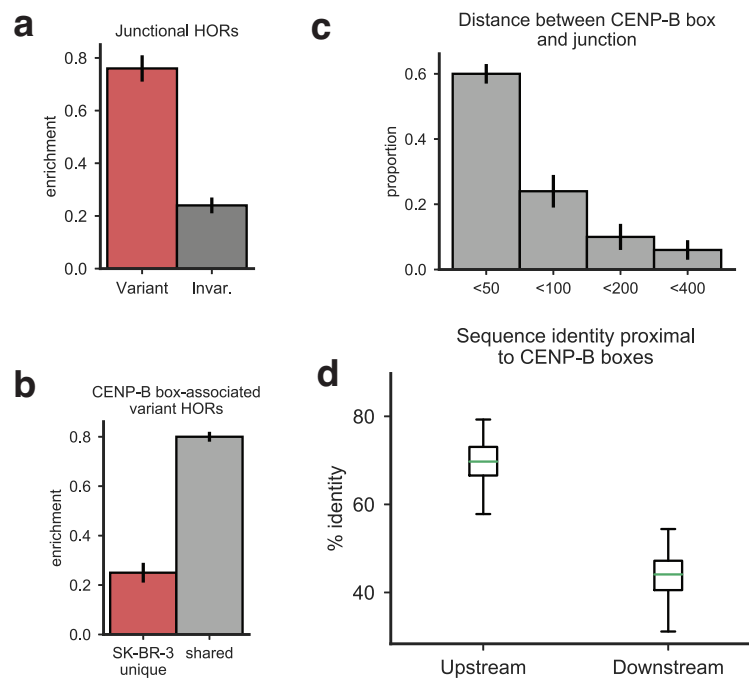 a
Junctional HORs
enrichment
0.8
0.6
0.4
0.2
0.0
Variant Invar.
b
CENP-B box-associated
variant HORs
enrichment
0.8
0.6
0.4
0.2
0.0
SK-BR-3 shared
unique
c
Distance between CENP-B box
and junction
proportion
0.6
0.4
0.2
0.0
<50 <100 <200 <400
d
Sequence identity proximal
to CENP-B boxes
% identity
80
60
40
Upstream Downstream